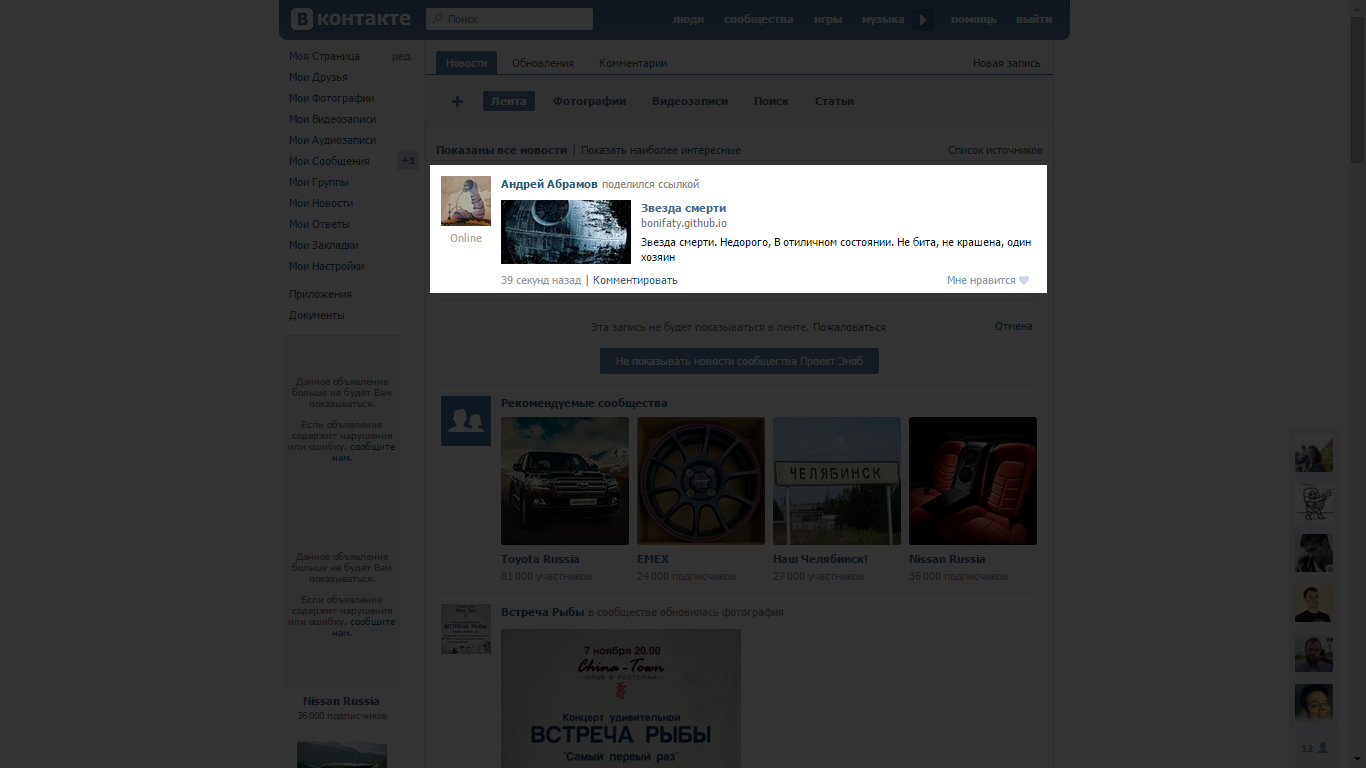 В контакте
Поиск
люди сообщества игры музыка помощь выйти
Моя Страница ред.
Мои Друзья
Мои Фотографии
Мои Видеозаписи
Мои Аудиозаписи
Мои Сообщения +1
Мои Группы
Мои Новости
Мои Ответы
Мои Закладки
Мои Настройки
Приложения
Документы
Данное объявление
больше не будет Вам
показываться.
Если объявление
содержит нарушения
или ошибку, сообщите
нам.
Данное объявление
больше не будет Вам
показываться.
Если объявление
содержит нарушения
или ошибку, сообщите
нам.
Nissan Russia
36 000 подписчиков
Новости Обновления Комментарии Новая запись
Лента Фотографии Видеозаписи Поиск Статьи
Показаны все новости | Показать наиболее интересные Список источников
Андрей Абрамов поделился ссылкой
Online
Звезда смерти
bonifaty.github.io
Звезда смерти. Недорого, В отиличном состоянии. Не бита, не крашена, один
хозяин
39 секунд назад | Комментировать Мне нравится
Эта запись не будет показываться в ленте. Пожаловаться Отмена
Не показывать новости сообщества Проект Сноб
Рекомендуемые сообщества
ЧЕЛЯБИНСК
Toyota Russia EMEX Наш Челябинск! Nissan Russia
81 000 участников 24 000 подписчиков 27 000 участников 36 000 подписчиков
Встреча Рыбы в сообществе обновилась фотография
ВСТРЕЧА РЫБЫ
7 ноября 20.00
China-Town
КЛУБ & РЕСТОРАН
Концерт удивительной
ВСТРЕЧА РЫБЫ
"Самый первый раз"
12